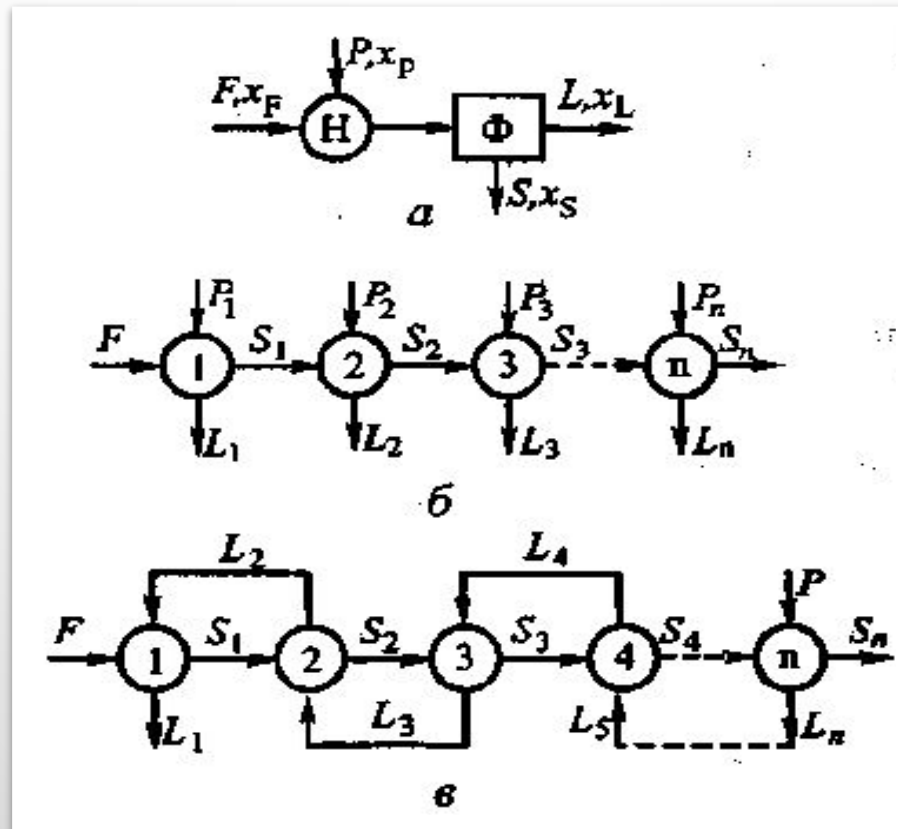 P, x_P
F, x_F
L, x_L
Н
Ф
S, x_S
а
P_1 P_2 P_3 P_n
F S_1 S_2 S_3 S_n
1 2 3 n
L_1 L_2 L_3 L_n
б
L_2 L_4
P
F S_1 S_2 S_3 S_4 S_n
1 2 3 4 n
L_1 L_3 L_5 L_n
в